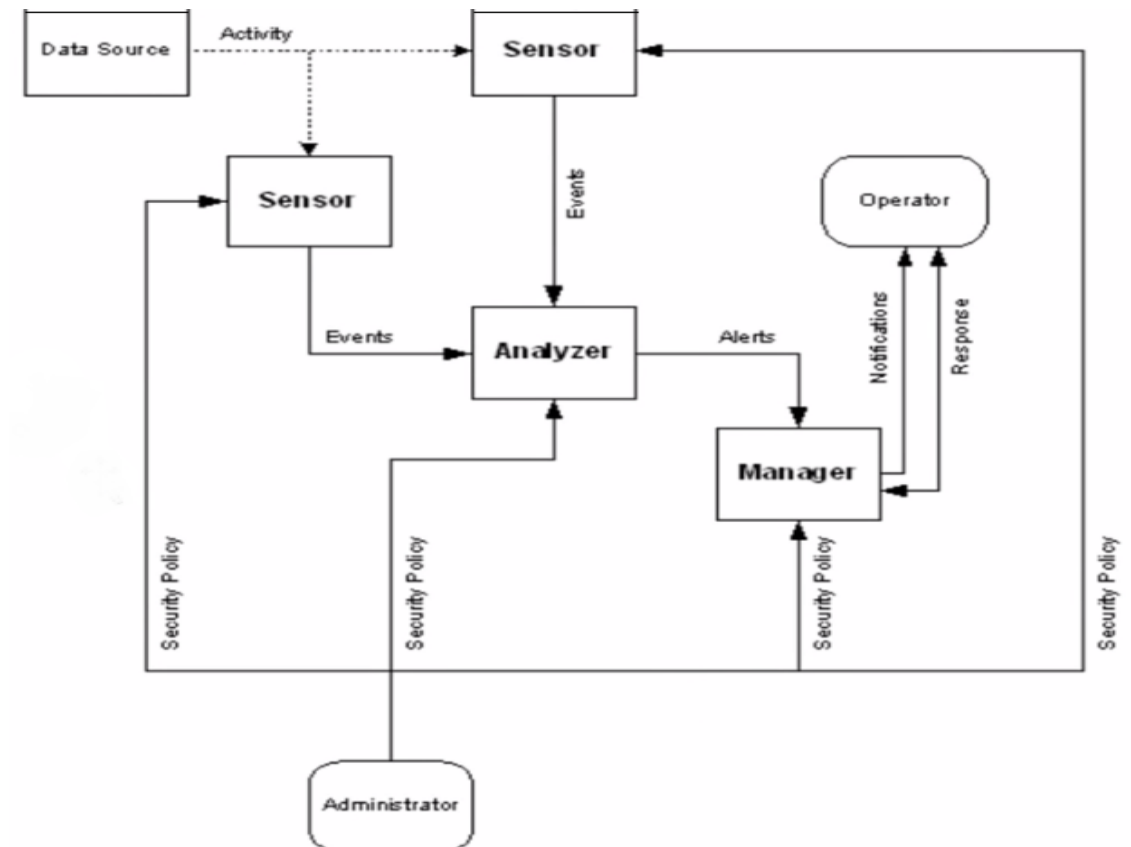 Data Source
Activity
Sensor
Sensor
Events
Operator
Events
Analyzer
Alerts
Notifications
Response
Manager
Security Policy
Security Policy
Security Policy
Security Policy
Administrator